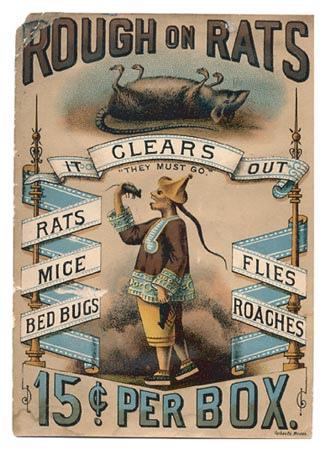 ROUGH ON RATS
IT CLEARS OUT
"THEY MUST GO."
RATS
MICE
BED BUGS
FLIES
ROACHES
15¢ PER BOX.